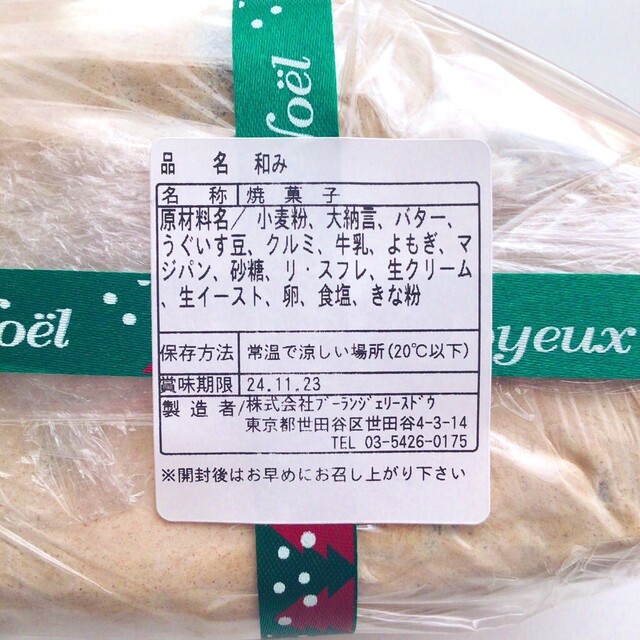 Noël
品 名 和み
名 称 焼 菓 子
原材料名/ 小麦粉、大納言、バター、
うぐいす豆、クルミ、牛乳、よもぎ、マ
ジパン、砂糖、リ・スフレ、生クリーム
、生イースト、卵、食塩、きな粉
oël
yeux
保存方法 常温で涼しい場所(20℃以下)
賞味期限 24.11.23
製 造 者/株式会社ブーランジェリースドウ
東京都世田谷区世田谷4-3-14
TEL 03-5426-0175
※開封後はお早めにお召し上がり下さい